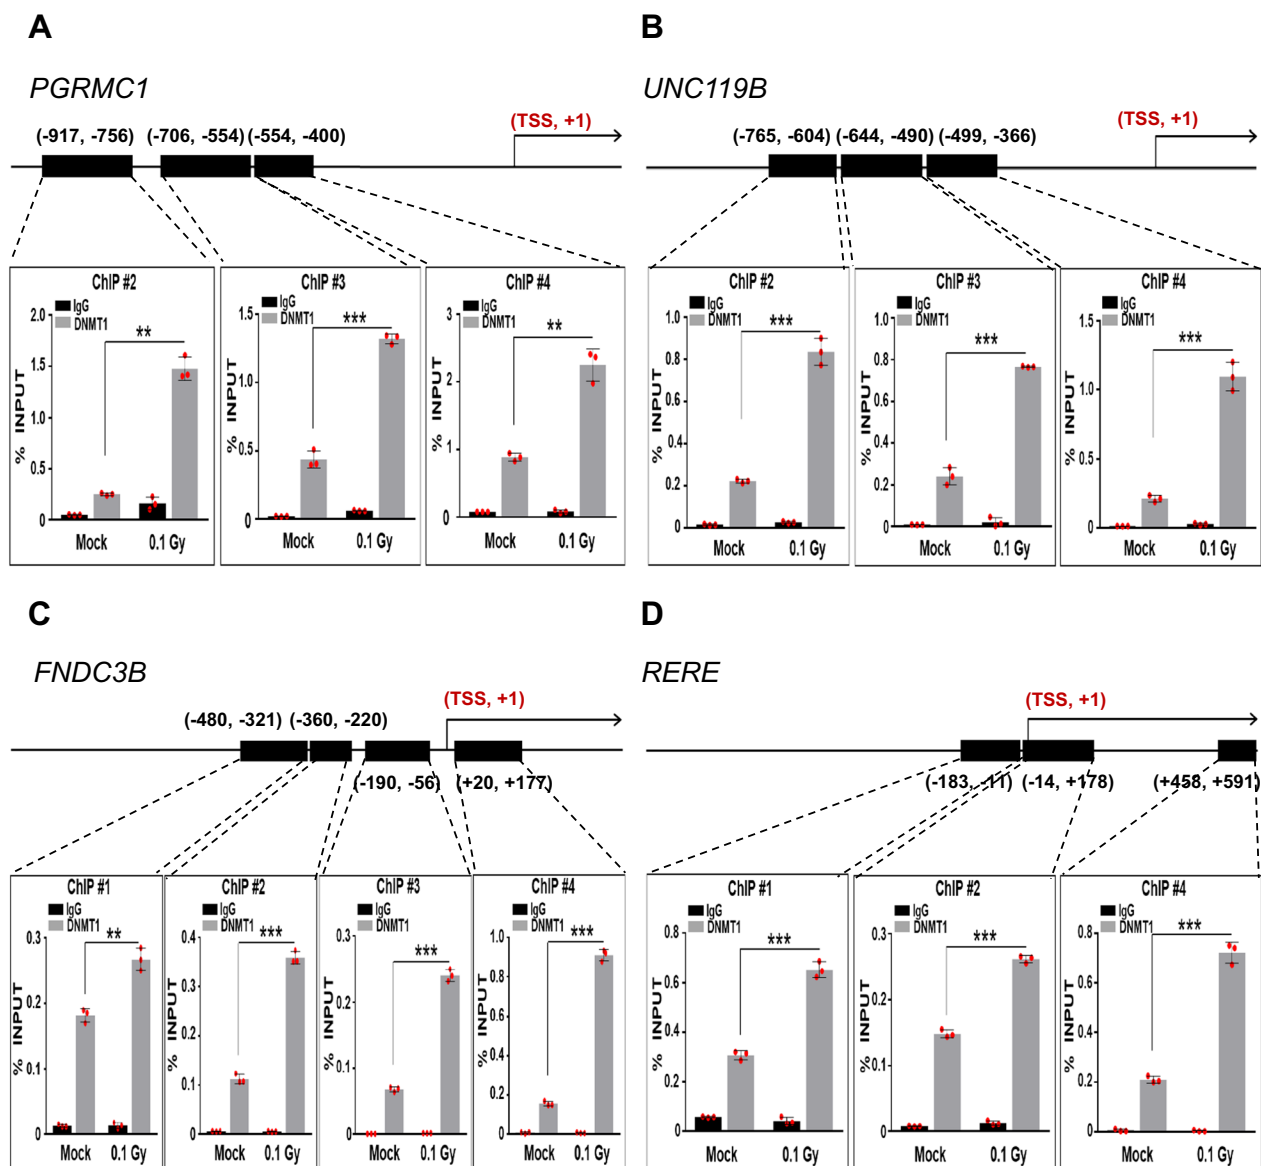 A
PGRMC1
(-917, -756) (-706, -554) (-554, -400)
(TSS, +1)
ChIP #2
IgG
DNMT1
% INPUT
2.0
1.5
1.0
0.5
0
**
Mock 0.1 Gy
ChIP #3
IgG
DNMT1
% INPUT
1.5
1.0
0.5
0
***
Mock 0.1 Gy
ChIP #4
IgG
DNMT1
% INPUT
3
2
1
0
**
Mock 0.1 Gy
B
UNC119B
(-765, -604) (-644, -490) (-499, -366)
(TSS, +1)
ChIP #2
IgG
DNMT1
% INPUT
1.0
0.8
0.6
0.4
0.2
0
***
Mock 0.1 Gy
ChIP #3
IgG
DNMT1
% INPUT
1.0
0.8
0.6
0.4
0.2
0
***
Mock 0.1 Gy
ChIP #4
IgG
DNMT1
% INPUT
1.5
1.0
0.5
0
***
Mock 0.1 Gy
C
FNDC3B
(-480, -321) (-360, -220)
(TSS, +1)
(-190, -56) (+20, +177)
ChIP #1
IgG
DNMT1
% INPUT
0.3
0.2
0.1
0
**
Mock 0.1 Gy
ChIP #2
IgG
DNMT1
% INPUT
0.4
0.3
0.2
0.1
0
***
Mock 0.1 Gy
ChIP #3
IgG
DNMT1
% INPUT
0.3
0.2
0.1
0
***
Mock 0.1 Gy
ChIP #4
IgG
DNMT1
% INPUT
1.0
0.8
0.6
0.4
0.2
0
***
Mock 0.1 Gy
D
RERE
(TSS, +1)
(-183, -11) (-14, +178) (+458, +591)
ChIP #1
IgG
DNMT1
% INPUT
0.8
0.6
0.4
0.2
0
***
Mock 0.1 Gy
ChIP #2
IgG
DNMT1
% INPUT
0.3
0.2
0.1
0
***
Mock 0.1 Gy
ChIP #4
IgG
DNMT1
% INPUT
0.8
0.6
0.4
0.2
0
***
Mock 0.1 Gy